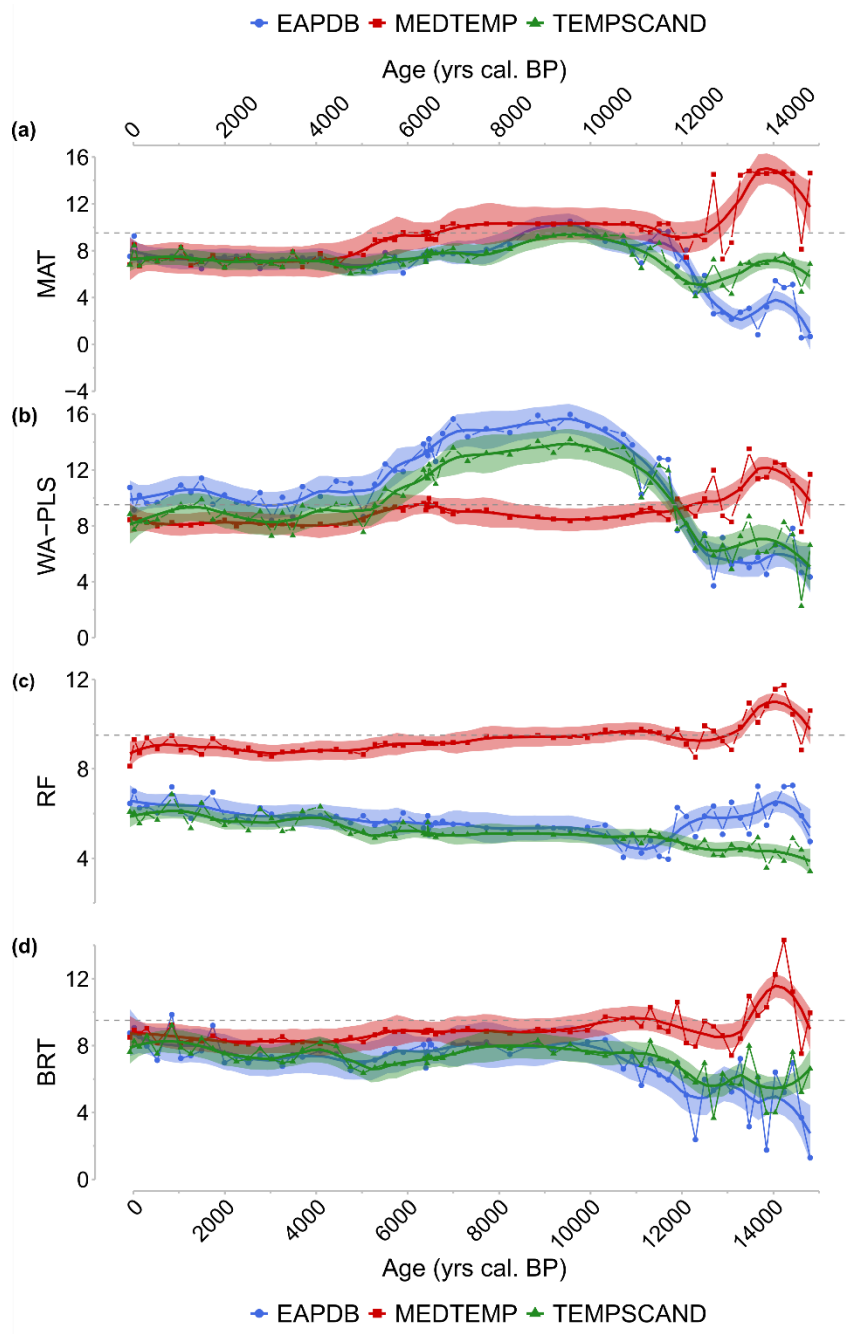 EAPDB MEDTEMP TEMPSCAND
Age (yrs cal. BP)
0 2000 4000 6000 8000 10000 12000 14000
(a)
MAT
16
12
8
4
0
−4
(b)
WA−PLS
16
12
8
4
0
(c)
RF
12
8
4
(d)
BRT
12
8
4
0
0 2000 4000 6000 8000 10000 12000 14000
Age (yrs cal. BP)
EAPDB MEDTEMP TEMPSCAND